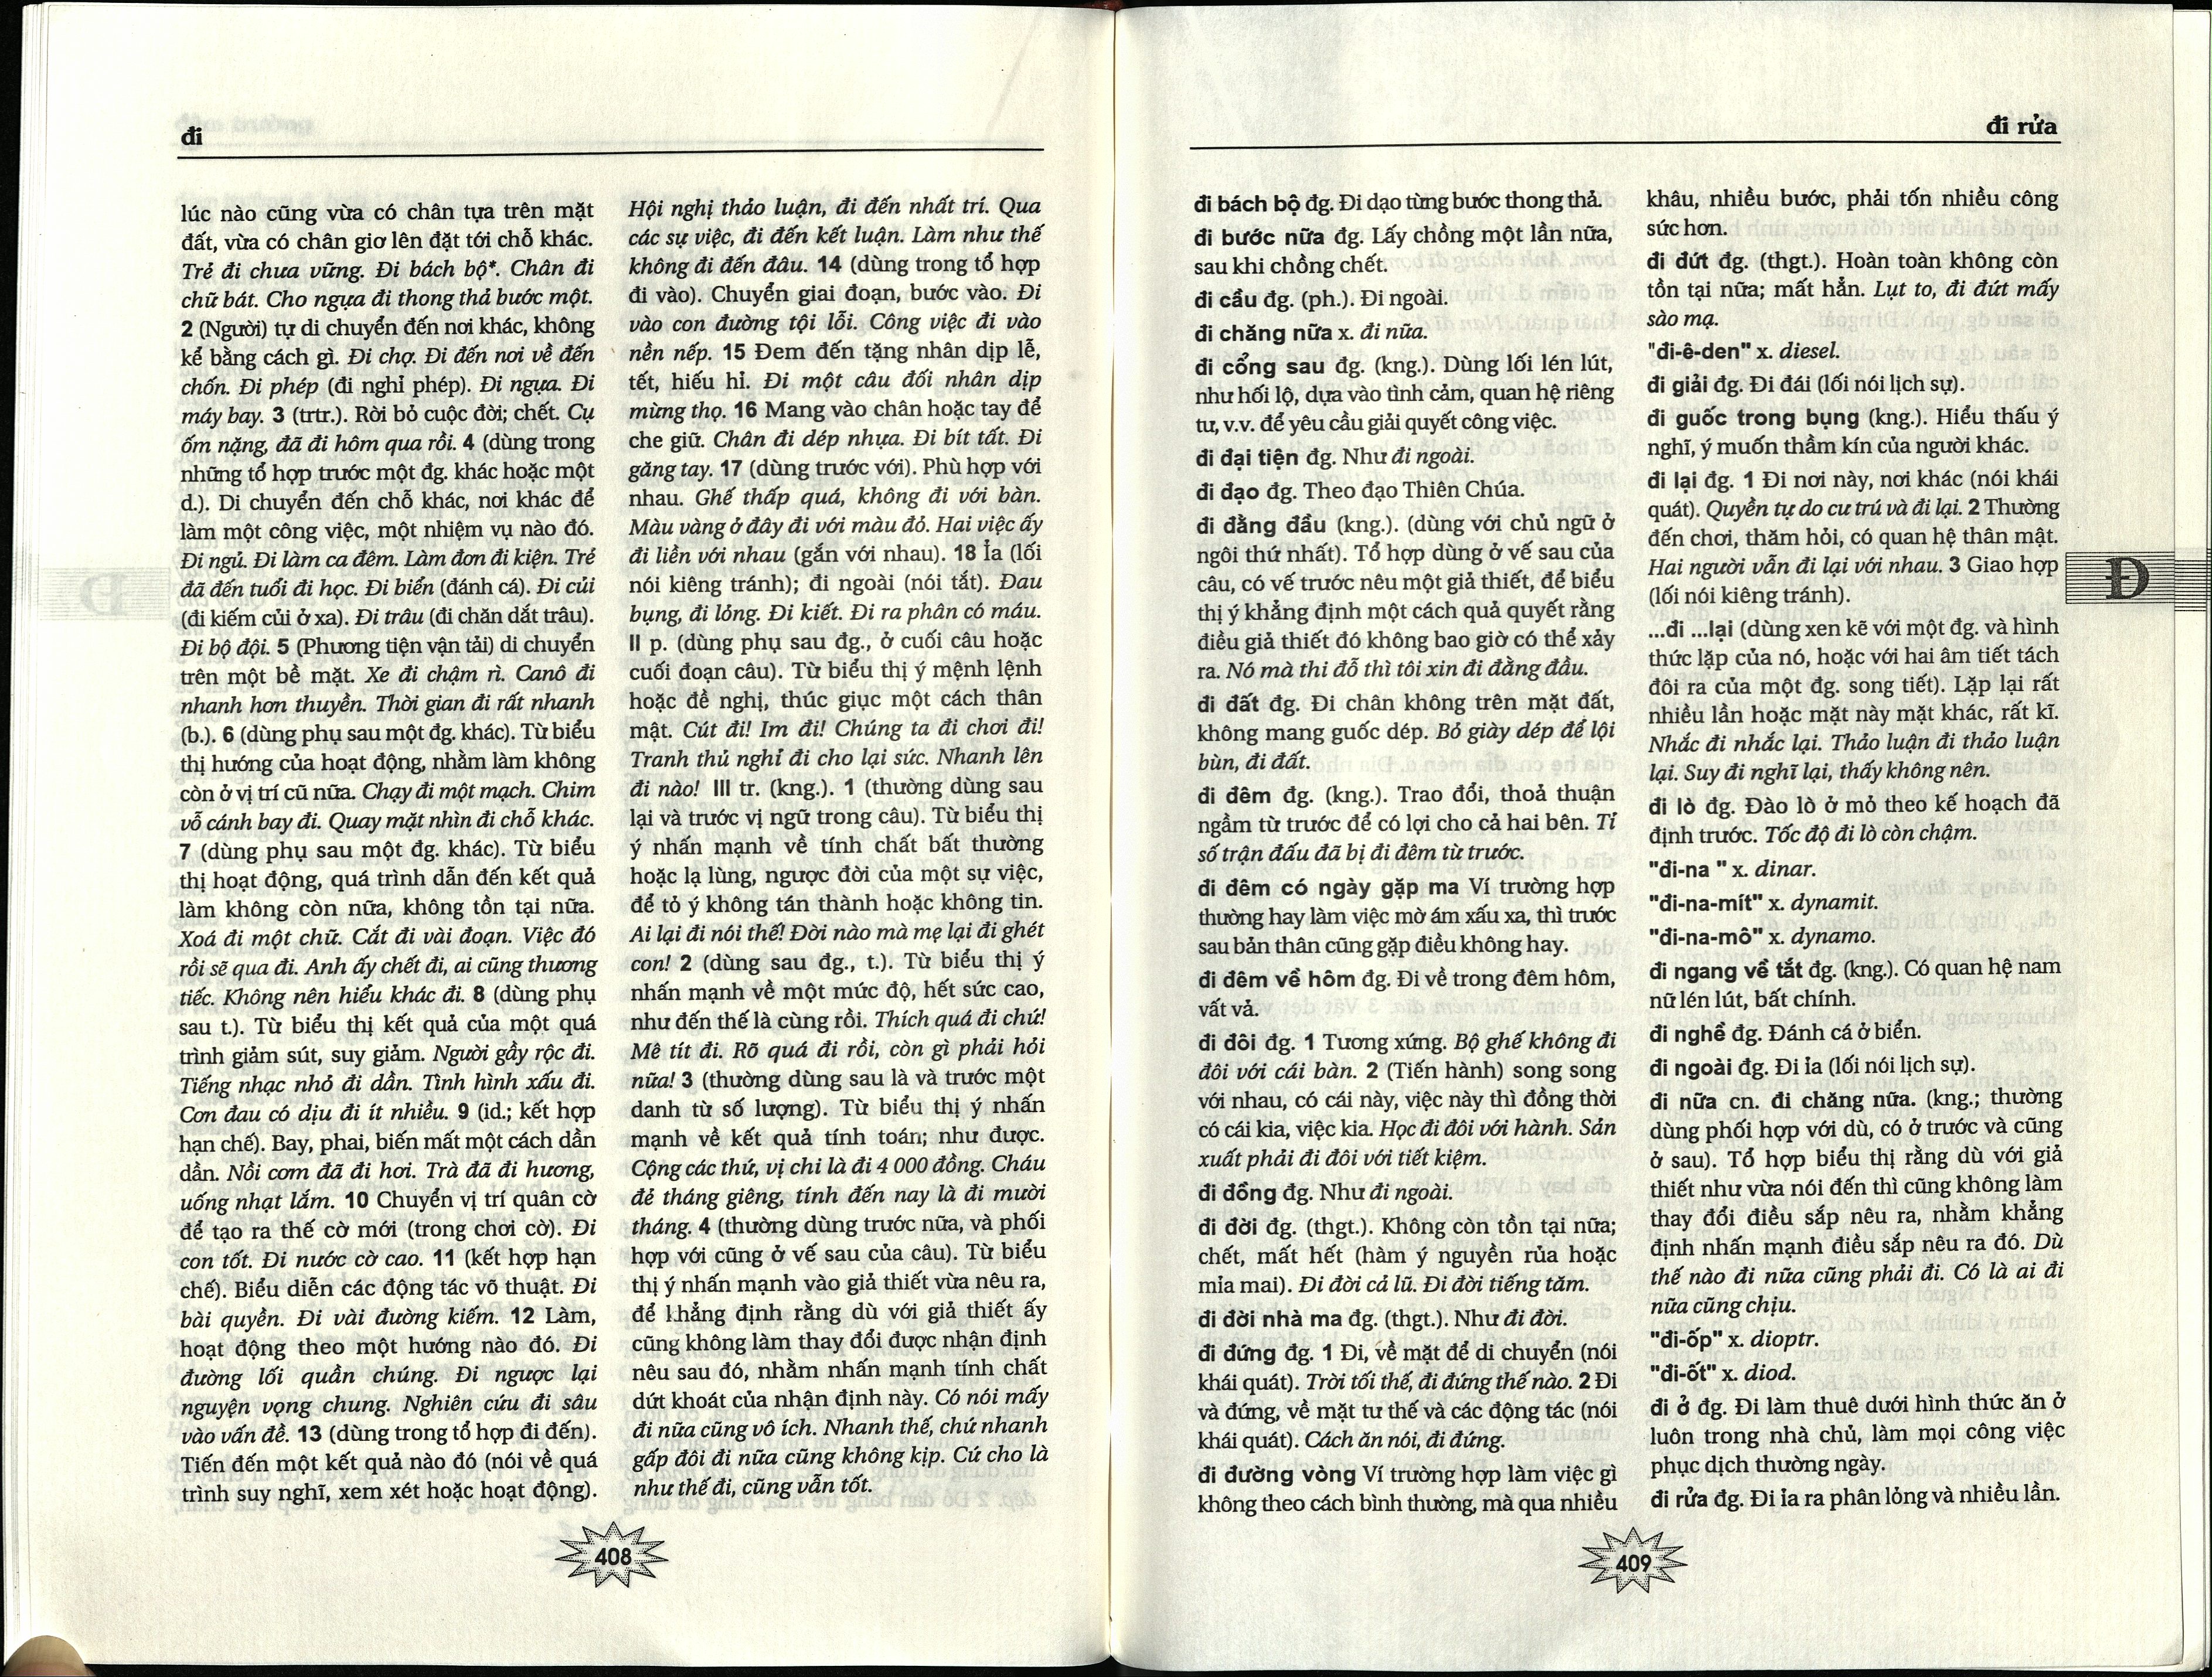 đi
lúc nào cũng vừa có chân tựa trên mặt
đất, vừa có chân giơ lên đặt tới chỗ khác.
Trẻ đi chưa vững. Đi bách bộ*. Chân đi
chữ bát. Cho ngựa đi thong thả bước một.
2 (Người) tự di chuyển đến nơi khác, không
kể bằng cách gì. Đi chợ. Đi đến nơi về đến
chốn. Đi phép (đi nghỉ phép). Đi ngựa. Đi
máy bay. 3 (trtr.). Rời bỏ cuộc đời; chết. Cụ
ốm nặng, đã đi hôm qua rồi. 4 (dùng trong
những tổ hợp trước một đg. khác hoặc một
d.). Di chuyển đến chỗ khác, nơi khác để
làm một công việc, một nhiệm vụ nào đó.
Đi ngủ. Đi làm ca đêm. Làm đơn đi kiện. Trẻ
đã đến tuổi đi học. Đi biển (đánh cá). Đi củi
(đi kiếm củi ở xa). Đi trâu (đi chăn dắt trâu).
Đi bộ đội. 5 (Phương tiện vận tải) di chuyển
trên một bề mặt. Xe đi chậm rì. Canô đi
nhanh hơn thuyền. Thời gian đi rất nhanh
(b.). 6 (dùng phụ sau một đg. khác). Từ biểu
thị hướng của hoạt động, nhằm làm không
còn ở vị trí cũ nữa. Chạy đi một mạch. Chim
vỗ cánh bay đi. Quay mặt nhìn đi chỗ khác.
7 (dùng phụ sau một đg. khác). Từ biểu
thị hoạt động, quá trình dẫn đến kết quả
làm không còn nữa, không tồn tại nữa.
Xoá đi một chữ. Cắt đi vài đoạn. Việc đó
rồi sẽ qua đi. Anh ấy chết đi, ai cũng thương
tiếc. Không nên hiểu khác đi. 8 (dùng phụ
sau t.). Từ biểu thị kết quả của một quá
trình giảm sút, suy giảm. Người gầy rộc đi.
Tiếng nhạc nhỏ đi dần. Tình hình xấu đi.
Cơn đau có dịu đi ít nhiều. 9 (id.; kết hợp
hạn chế). Bay, phai, biến mất một cách dần
dần. Nồi cơm đã đi hơi. Trà đã đi hương,
uống nhạt lắm. 10 Chuyển vị trí quân cờ
để tạo ra thế cờ mới (trong chơi cờ). Đi
con tốt. Đi nước cờ cao. 11 (kết hợp hạn
chế). Biểu diễn các động tác võ thuật. Đi
bài quyền. Đi vài đường kiếm. 12 Làm,
hoạt động theo một hướng nào đó. Đi
đường lối quần chúng. Đi ngược lại
nguyện vọng chung. Nghiên cứu đi sâu
vào vấn đề. 13 (dùng trong tổ hợp đi đến).
Tiến đến một kết quả nào đó (nói về quá
trình suy nghĩ, xem xét hoặc hoạt động).
Hội nghị thảo luận, đi đến nhất trí. Qua
các sự việc, đi đến kết luận. Làm như thế
không đi đến đâu. 14 (dùng trong tổ hợp
đi vào). Chuyển giai đoạn, bước vào. Đi
vào con đường tội lỗi. Công việc đi vào
nền nếp. 15 Đem đến tặng nhân dịp lễ,
tết, hiếu hỉ. Đi một câu đối nhân dịp
mừng thọ. 16 Mang vào chân hoặc tay để
che giữ. Chân đi dép nhựa. Đi bít tất. Đi
găng tay. 17 (dùng trước với). Phù hợp với
nhau. Ghế thấp quá, không đi với bàn.
Màu vàng ở đây đi với màu đỏ. Hai việc ấy
đi liền với nhau (gắn với nhau). 18 Ỉa (lối
nói kiêng tránh); đi ngoài (nói tắt). Đau
bụng, đi lỏng. Đi kiết. Đi ra phân có máu.
II p. (dùng phụ sau đg., ở cuối câu hoặc
cuối đoạn câu). Từ biểu thị ý mệnh lệnh
hoặc đề nghị, thúc giục một cách thân
mật. Cút đi! Im đi! Chúng ta đi chơi đi!
Tranh thủ nghỉ đi cho lại sức. Nhanh lên
đi nào! III tr. (kng.). 1 (thường dùng sau
lại và trước vị ngữ trong câu). Từ biểu thị
ý nhấn mạnh về tính chất bất thường
hoặc lạ lùng, ngược đời của một sự việc,
để tỏ ý không tán thành hoặc không tin.
Ai lại đi nói thế! Đời nào mà mẹ lại đi ghét
con! 2 (dùng sau đg., t.). Từ biểu thị ý
nhấn mạnh về một mức độ, hết sức cao,
như đến thế là cùng rồi. Thích quá đi chứ!
Mê tít đi. Rõ quá đi rồi, còn gì phải hỏi
nữa! 3 (thường dùng sau là và trước một
danh từ số lượng). Từ biểu thị ý nhấn
mạnh về kết quả tính toán; như được.
Cộng các thứ, vị chi là đi 4 000 đồng. Cháu
đẻ tháng giêng, tính đến nay là đi mười
tháng. 4 (thường dùng trước nữa, và phối
hợp với cũng ở vế sau của câu). Từ biểu
thị ý nhấn mạnh vào giả thiết vừa nêu ra,
để khẳng định rằng dù với giả thiết ấy
cũng không làm thay đổi được nhận định
nêu sau đó, nhằm nhấn mạnh tính chất
dứt khoát của nhận định này. Có nói mấy
đi nữa cũng vô ích. Nhanh thế, chứ nhanh
gấp đôi đi nữa cũng không kịp. Cứ cho là
như thế đi, cũng vẫn tốt.
408
đi rửa
đi bách bộ đg. Đi dạo từng bước thong thả.
đi bước nữa đg. Lấy chồng một lần nữa,
sau khi chồng chết.
đi cầu đg. (ph.). Đi ngoài.
đi chăng nữa x. đi nữa.
đi cổng sau đg. (kng.). Dùng lối lén lút,
như hối lộ, dựa vào tình cảm, quan hệ riêng
tư, v.v. để yêu cầu giải quyết công việc.
đi đại tiện đg. Như đi ngoài.
đi đạo đg. Theo đạo Thiên Chúa.
đi đằng đầu (kng.). (dùng với chủ ngữ ở
ngôi thứ nhất). Tổ hợp dùng ở vế sau của
câu, có vế trước nêu một giả thiết, để biểu
thị ý khẳng định một cách quả quyết rằng
điều giả thiết đó không bao giờ có thể xảy
ra. Nó mà thi đỗ thì tôi xin đi đằng đầu.
đi đất đg. Đi chân không trên mặt đất,
không mang guốc dép. Bỏ giày dép để lội
bùn, đi đất.
đi đêm đg. (kng.). Trao đổi, thoả thuận
ngầm từ trước để có lợi cho cả hai bên. Tỉ
số trận đấu đã bị đi đêm từ trước.
đi đêm có ngày gặp ma Ví trường hợp
thường hay làm việc mờ ám xấu xa, thì trước
sau bản thân cũng gặp điều không hay.
đi đêm về hôm đg. Đi về trong đêm hôm,
vất vả.
đi đôi đg. 1 Tương xứng. Bộ ghế không đi
đôi với cái bàn. 2 (Tiến hành) song song
với nhau, có cái này, việc này thì đồng thời
có cái kia, việc kia. Học đi đôi với hành. Sản
xuất phải đi đôi với tiết kiệm.
đi đồng đg. Như đi ngoài.
đi đời đg. (thgt.). Không còn tồn tại nữa;
chết, mất hết (hàm ý nguyền rủa hoặc
mỉa mai). Đi đời cả lũ. Đi đời tiếng tăm.
đi đời nhà ma đg. (thgt.). Như đi đời.
đi đứng đg. 1 Đi, về mặt để di chuyển (nói
khái quát). Trời tối thế, đi đứng thế nào. 2 Đi
và đứng, về mặt tư thế và các động tác (nói
khái quát). Cách ăn nói, đi đứng.
đi đường vòng Ví trường hợp làm việc gì
không theo cách bình thường, mà qua nhiều
khâu, nhiều bước, phải tốn nhiều công
sức hơn.
đi đứt đg. (thgt.). Hoàn toàn không còn
tồn tại nữa; mất hẳn. Lụt to, đi đứt mấy
sào mạ.
"đi-ê-den" x. diesel.
đi giải đg. Đi đái (lối nói lịch sự).
đi guốc trong bụng (kng.). Hiểu thấu ý
nghĩ, ý muốn thầm kín của người khác.
đi lại đg. 1 Đi nơi này, nơi khác (nói khái
quát). Quyền tự do cư trú và đi lại. 2 Thường
đến chơi, thăm hỏi, có quan hệ thân mật.
Hai người vẫn đi lại với nhau. 3 Giao hợp
(lối nói kiêng tránh).
...đi ...lại (dùng xen kẽ với một đg. và hình
thức lặp của nó, hoặc với hai âm tiết tách
đôi ra của một đg. song tiết). Lặp lại rất
nhiều lần hoặc mặt này mặt khác, rất kĩ.
Nhắc đi nhắc lại. Thảo luận đi thảo luận
lại. Suy đi nghĩ lại, thấy không nên.
đi lò đg. Đào lò ở mỏ theo kế hoạch đã
định trước. Tốc độ đi lò còn chậm.
"đi-na " x. dinar.
"đi-na-mít" x. dynamit.
"đi-na-mô" x. dynamo.
đi ngang về tắt đg. (kng.). Có quan hệ nam
nữ lén lút, bất chính.
đi nghề đg. Đánh cá ở biển.
đi ngoài đg. Đi ỉa (lối nói lịch sự).
đi nữa cn. đi chăng nữa. (kng.; thường
dùng phối hợp với dù, có ở trước và cũng
ở sau). Tổ hợp biểu thị rằng dù với giả
thiết như vừa nói đến thì cũng không làm
thay đổi điều sắp nêu ra, nhằm khẳng
định nhấn mạnh điều sắp nêu ra đó. Dù
thế nào đi nữa cũng phải đi. Có là ai đi
nữa cũng chịu.
"đi-ốp" x. dioptr.
"đi-ốt" x. diod.
đi ở đg. Đi làm thuê dưới hình thức ăn ở
luôn trong nhà chủ, làm mọi công việc
phục dịch thường ngày.
đi rửa đg. Đi ỉa ra phân lỏng và nhiều lần.
Đ
409